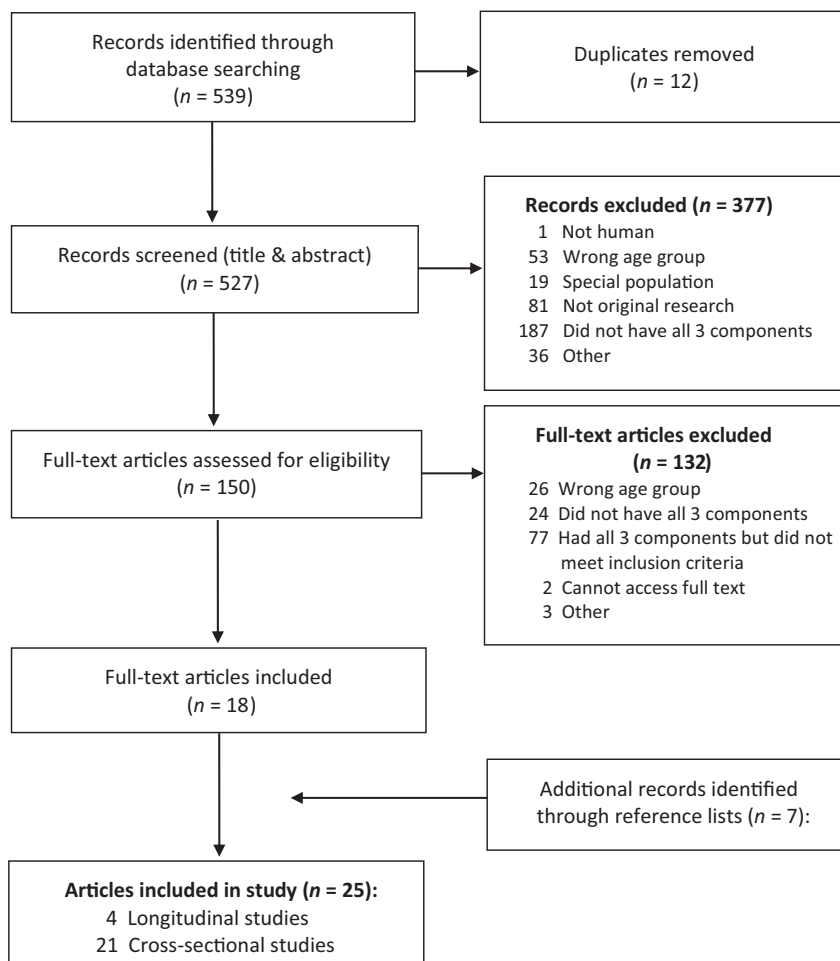 Records identified through
database searching
(n = 539)
Duplicates removed
(n = 12)
Records screened (title & abstract)
(n = 527)
Records excluded (n = 377)
1 Not human
53 Wrong age group
19 Special population
81 Not original research
187 Did not have all 3 components
36 Other
Full-text articles assessed for eligibility
(n = 150)
Full-text articles excluded
(n = 132)
26 Wrong age group
24 Did not have all 3 components
77 Had all 3 components but did not
meet inclusion criteria
2 Cannot access full text
3 Other
Full-text articles included
(n = 18)
Additional records identified
through reference lists (n = 7):
Articles included in study (n = 25):
4 Longitudinal studies
21 Cross-sectional studies